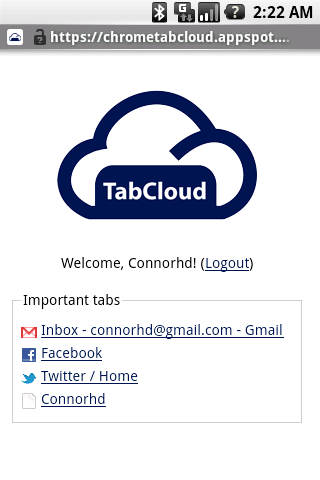 2:22 AM
https://chrometabcloud.appspot....
TabCloud
Welcome, Connorhd! (Logout)
Important tabs
Inbox - connorhd@gmail.com - Gmail
Facebook
Twitter / Home
Connorhd